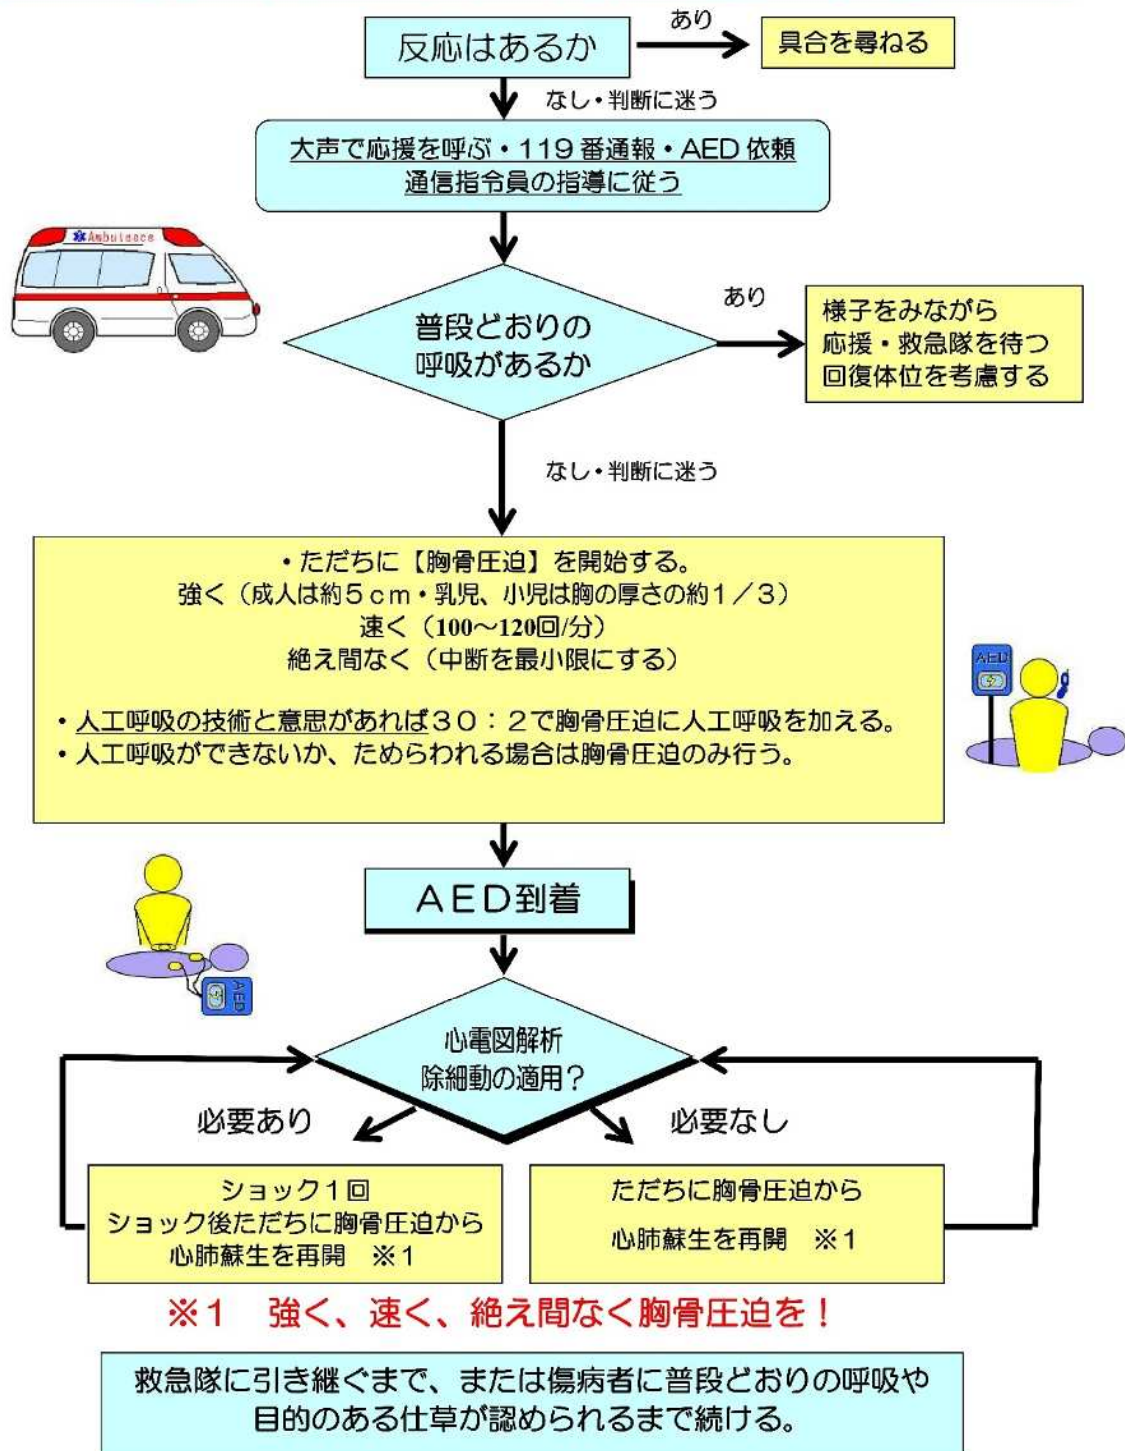 反応はあるか
あり
具合を尋ねる
なし・判断に迷う
大声で応援を呼ぶ・119番通報・AED依頼
通信指令員の指導に従う
Ambulance
普段どおりの
呼吸があるか
あり
様子をみながら
応援・救急隊を待つ
回復体位を考慮する
なし・判断に迷う
・ただちに【胸骨圧迫】を開始する。
強く（成人は約5cm・乳児、小児は胸の厚さの約1／3）
速く（100～120回/分）
絶え間なく（中断を最小限にする）
・人工呼吸の技術と意思があれば30：2で胸骨圧迫に人工呼吸を加える。
・人工呼吸ができないか、ためらわれる場合は胸骨圧迫のみ行う。
AED
AED到着
AED
心電図解析
除細動の適用？
必要あり
必要なし
ショック1回
ショック後ただちに胸骨圧迫から
心肺蘇生を再開　※1
ただちに胸骨圧迫から
心肺蘇生を再開　※1
※1　強く、速く、絶え間なく胸骨圧迫を！
救急隊に引き継ぐまで、または傷病者に普段どおりの呼吸や
目的のある仕草が認められるまで続ける。